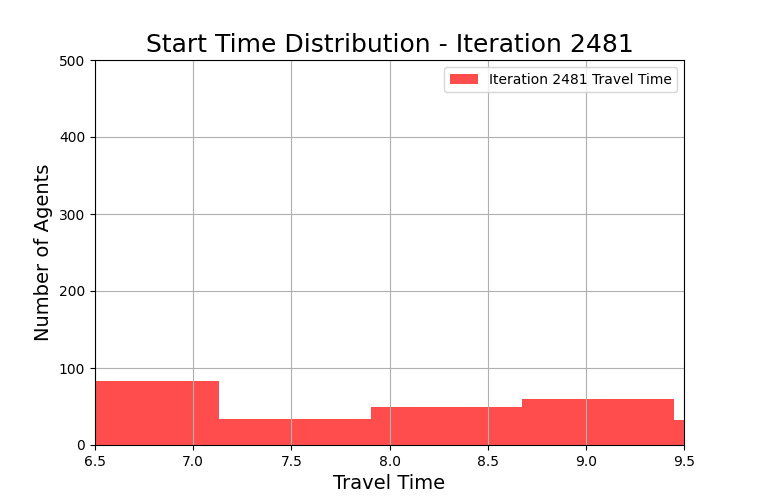 Start Time Distribution - Iteration 2481
Iteration 2481 Travel Time
Number of Agents
500
400
300
200
100
0
6.5 7.0 7.5 8.0 8.5 9.0 9.5
Travel Time